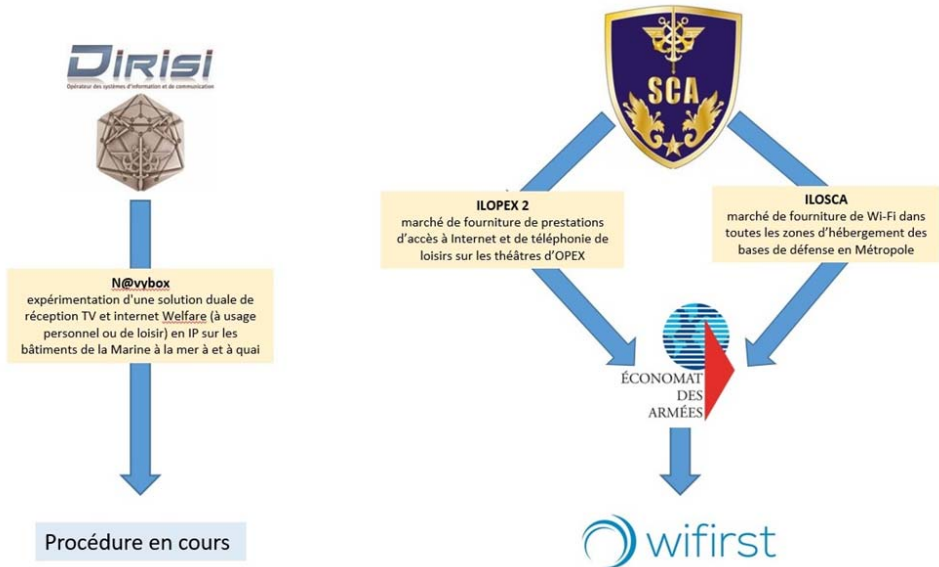 DIRISI
Opérateur des systèmes d'information et de communication
N@vybox
expérimentation d'une solution duale de
réception TV et internet Welfare (à usage
personnel ou de loisir) en IP sur les
bâtiments de la Marine à la mer à et à quai
Procédure en cours
SCA
ILOPEX 2
marché de fourniture de prestations
d'accès à Internet et de téléphonie de
loisirs sur les théâtres d'OPEX
ILOSCA
marché de fourniture de Wi-Fi dans
toutes les zones d'hébergement des
bases de défense en Métropole
ÉCONOMAT
DES
ARMÉES
wifirst